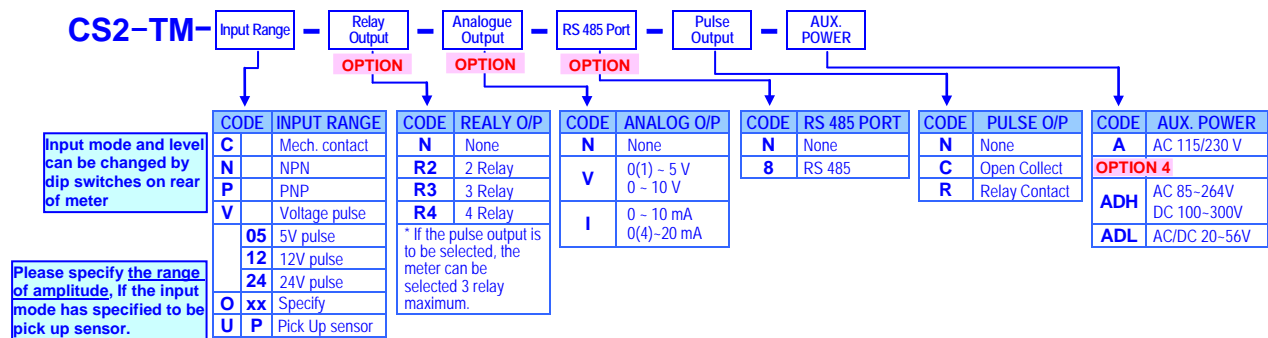 CS2-TM- Input Range - Relay Output - Analogue Output - RS 485 Port - Pulse Output - AUX. POWER
OPTION OPTION OPTION
Input mode and level
can be changed by
dip switches on rear
of meter
Please specify the range
of amplitude, If the input
mode has specified to be
pick up sensor.
CODE INPUT RANGE
C Mech. contact
N NPN
P PNP
V Voltage pulse
05 5V pulse
12 12V pulse
24 24V pulse
O xx Specify
U P Pick Up sensor
CODE REALY O/P
N None
R2 2 Relay
R3 3 Relay
R4 4 Relay
* If the pulse output is
to be selected, the
meter can be
selected 3 relay
maximum.
CODE ANALOG O/P
N None
V 0(1) ~ 5 V
0 ~ 10 V
I 0 ~ 10 mA
0(4)~20 mA
CODE RS 485 PORT
N None
8 RS 485
CODE PULSE O/P
N None
C Open Collect
R Relay Contact
CODE AUX. POWER
A AC 115/230 V
OPTION 4
ADH AC 85~264V
DC 100~300V
ADL AC/DC 20~56V